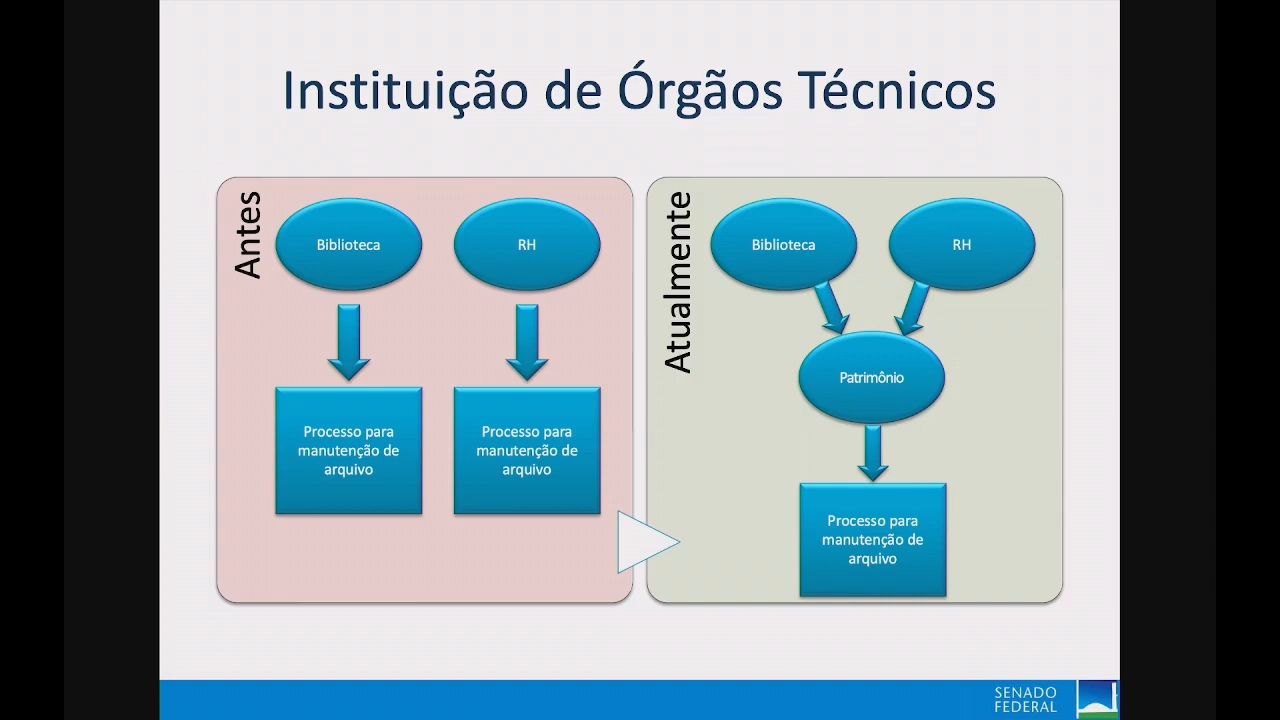 Instituição de Órgãos Técnicos
Antes
Biblioteca
RH
Processo para
manutenção de
arquivo
Processo para
manutenção de
arquivo
Atualmente
Biblioteca
RH
Patrimônio
Processo para
manutenção de
arquivo
SENADO
FEDERAL